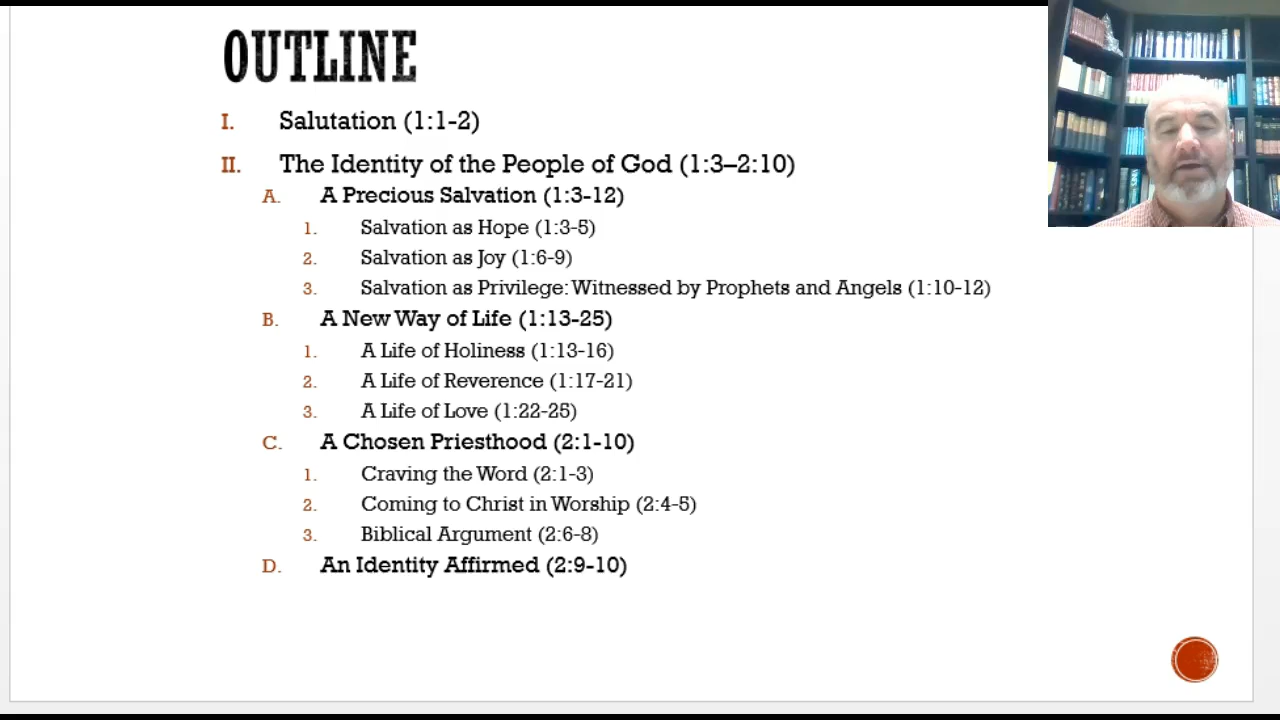 OUTLINE
I. Salutation (1:1-2)
II. The Identity of the People of God (1:3–2:10)
A. A Precious Salvation (1:3-12)
1. Salvation as Hope (1:3-5)
2. Salvation as Joy (1:6-9)
3. Salvation as Privilege: Witnessed by Prophets and Angels (1:10-12)
B. A New Way of Life (1:13-25)
1. A Life of Holiness (1:13-16)
2. A Life of Reverence (1:17-21)
3. A Life of Love (1:22-25)
C. A Chosen Priesthood (2:1-10)
1. Craving the Word (2:1-3)
2. Coming to Christ in Worship (2:4-5)
3. Biblical Argument (2:6-8)
D. An Identity Affirmed (2:9-10)